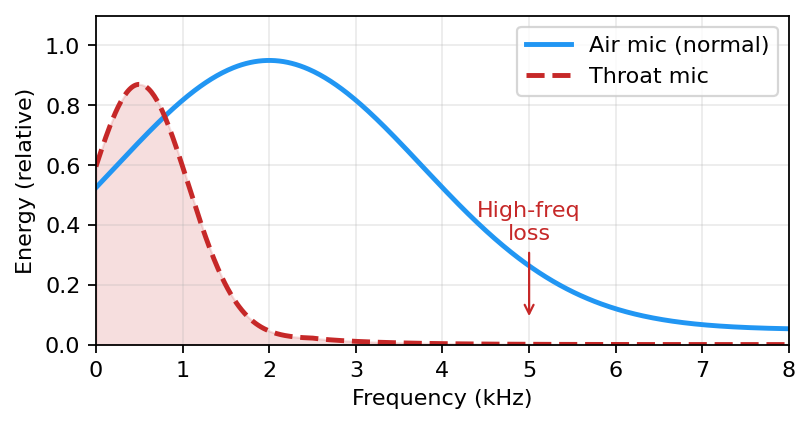 Energy (relative)
1.0
0.8
0.6
0.4
0.2
0.0
Air mic (normal)
Throat mic
High-freq
loss
0 1 2 3 4 5 6 7 8
Frequency (kHz)